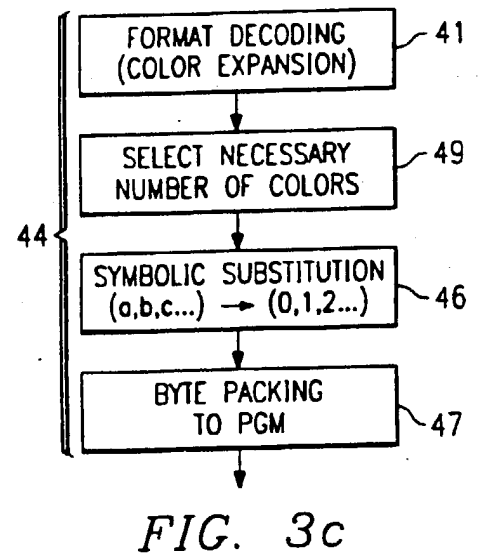 FORMAT DECODING
(COLOR EXPANSION)
41
SELECT NECESSARY
NUMBER OF COLORS
49
44
SYMBOLIC SUBSTITUTION
(a,b,c...) → (0,1,2...)
46
BYTE PACKING
TO PGM
47
FIG. 3c